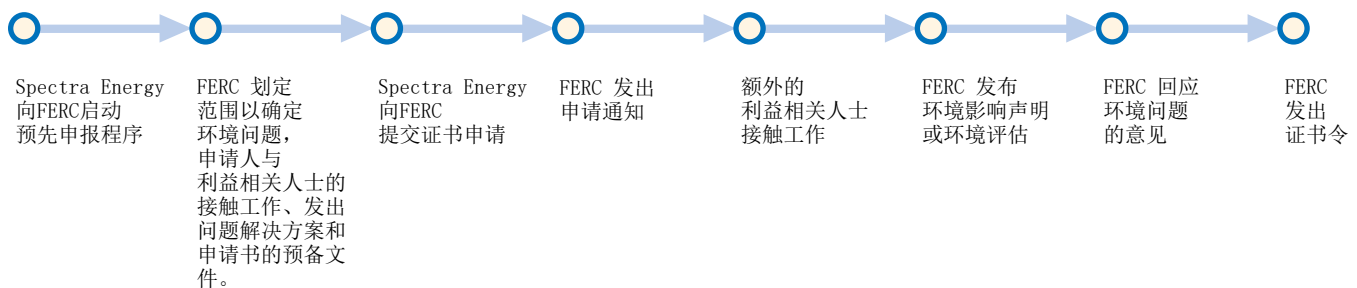 Spectra Energy
向FERC启动
预先申报程序
FERC 划定
范围以确定
环境问题，
申请人与
利益相关人士的
接触工作、发出
问题解决方案和
申请书的预备文
件。
Spectra Energy
向FERC
提交证书申请
FERC 发出
申请通知
额外的
利益相关人士
接触工作
FERC 发布
环境影响声明
或环境评估
FERC 回应
环境问题
的意见
FERC
发出
证书令